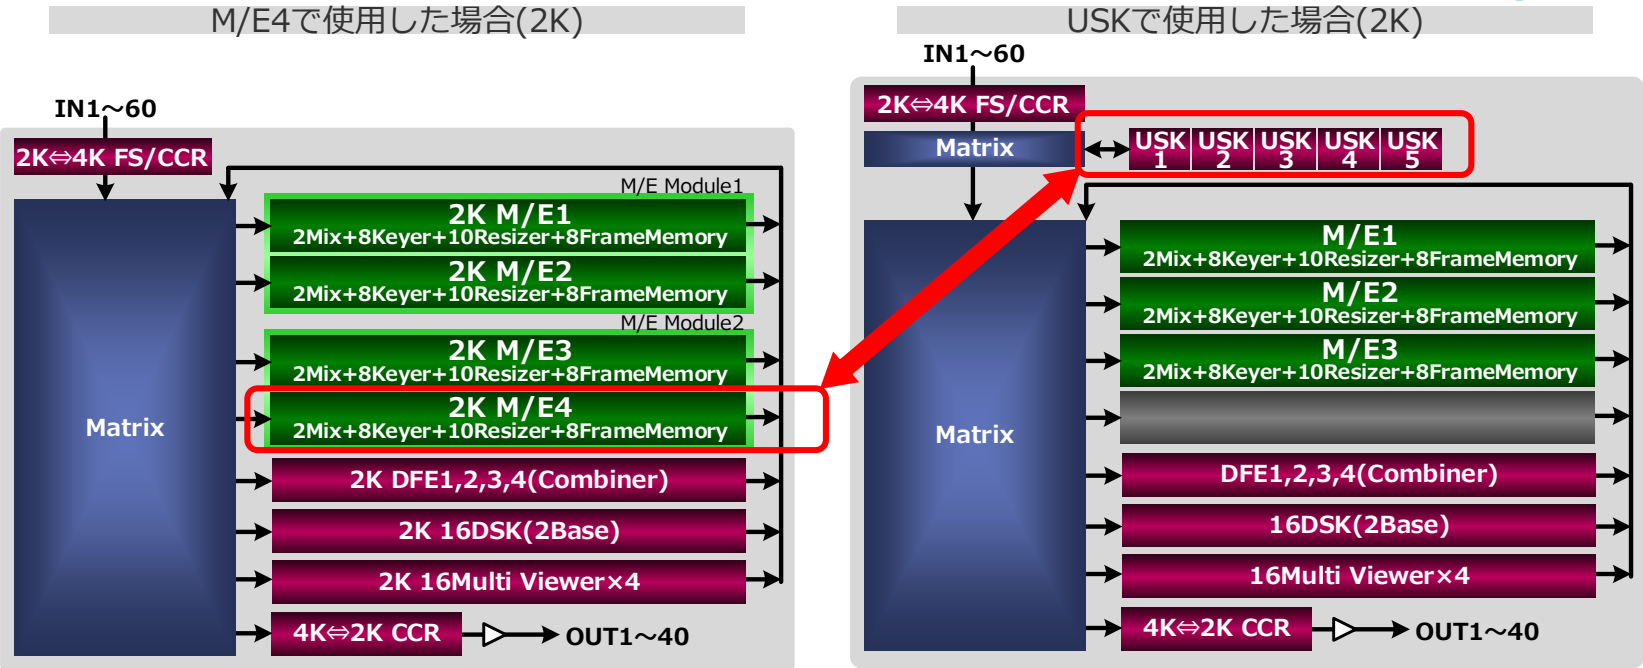 M/E4で使用した場合(2K)
IN1～60
2K⇔4K FS/CCR
M/E Module1
2K M/E1
2Mix+8Keyer+10Resizer+8FrameMemory
2K M/E2
2Mix+8Keyer+10Resizer+8FrameMemory
M/E Module2
2K M/E3
2Mix+8Keyer+10Resizer+8FrameMemory
2K M/E4
2Mix+8Keyer+10Resizer+8FrameMemory
Matrix
2K DFE1,2,3,4(Combiner)
2K 16DSK(2Base)
2K 16Multi Viewer×4
4K⇔2K CCR
OUT1～40
USKで使用した場合(2K)
IN1～60
2K⇔4K FS/CCR
Matrix
USK 1
USK 2
USK 3
USK 4
USK 5
M/E1
2Mix+8Keyer+10Resizer+8FrameMemory
M/E2
2Mix+8Keyer+10Resizer+8FrameMemory
M/E3
2Mix+8Keyer+10Resizer+8FrameMemory
Matrix
DFE1,2,3,4(Combiner)
16DSK(2Base)
16Multi Viewer×4
4K⇔2K CCR
OUT1～40